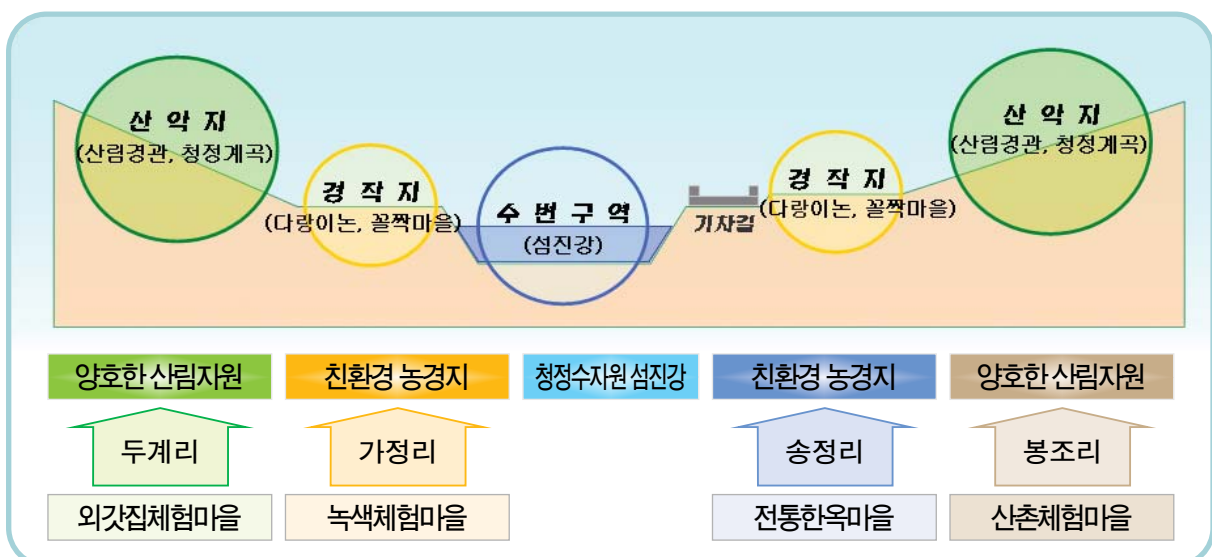 산 악 지
(산림경관, 청정계곡)
경 작 지
(다랑이논, 꼴짝마을)
수 변 구 역
(섬진강)
기차길
경 작 지
(다랑이논, 꼴짝마을)
산 악 지
(산림경관, 청정계곡)
양호한 산림자원
친환경 농경지
청정수자원 섬진강
친환경 농경지
양호한 산림자원
두계리
가정리
송정리
봉조리
외갓집체험마을
녹색체험마을
전통한옥마을
산촌체험마을